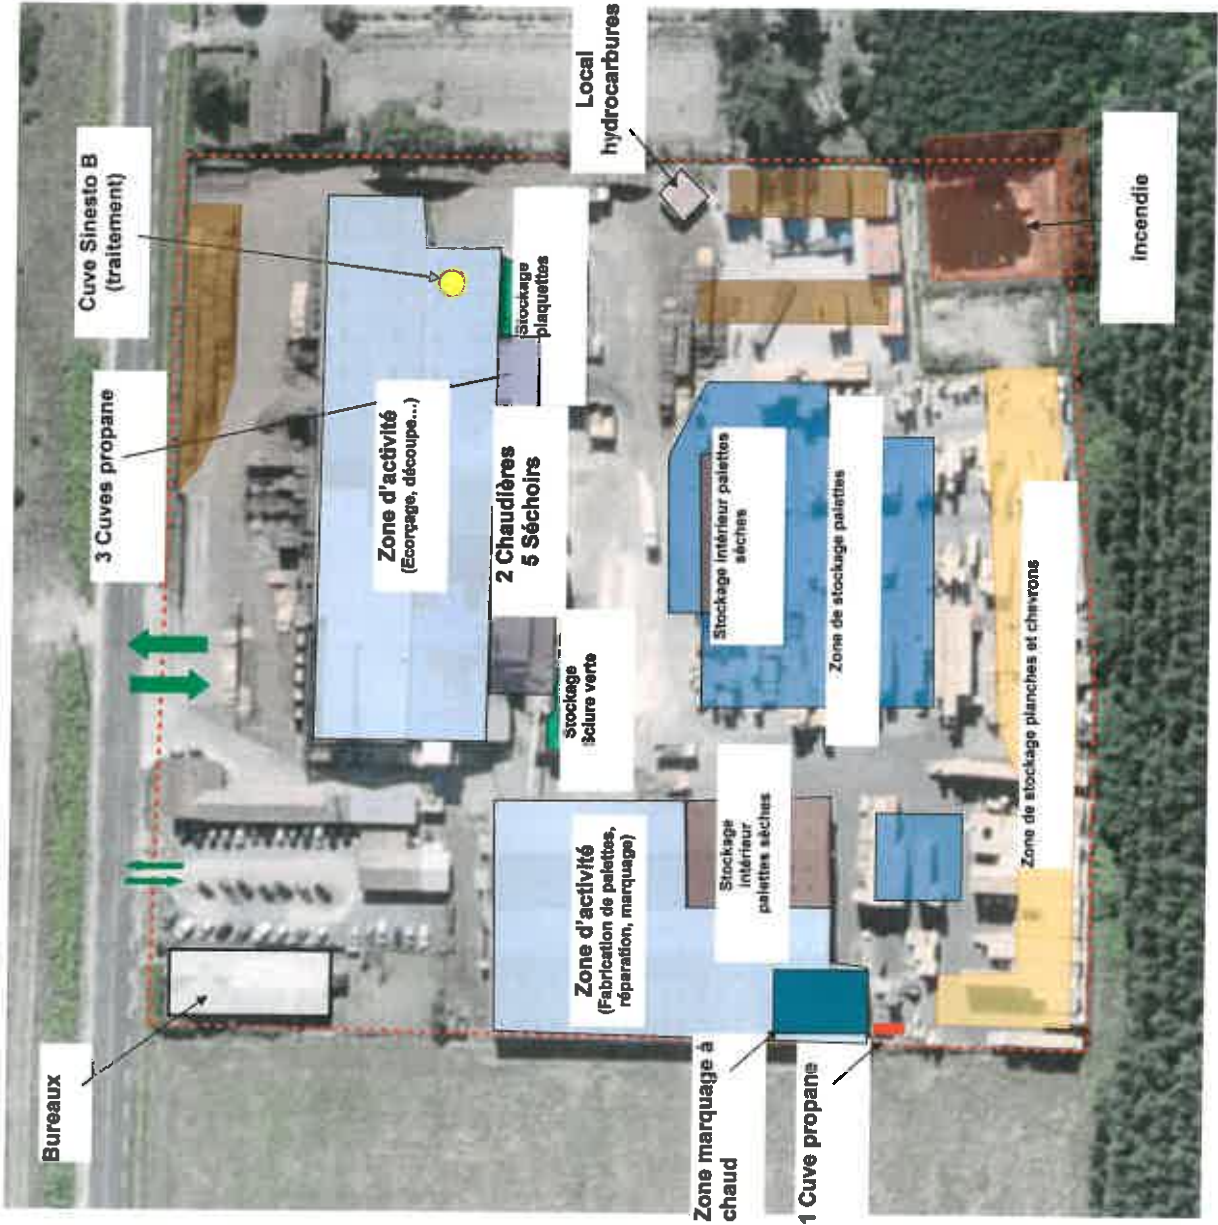 Bureaux
3 Cuves propane
Cuve Sinesto B
(traitement)
Local
hydrocarbures
Zone d'activité
(Ecorçage, découpe...)
Stockage
plaquettes
2 Chaudières
5 Séchoirs
Stockage
Sciure verte
Zone d'activité
(Fabrication de palettes,
réparation, marquage)
Stockage
intérieur
palettes sèches
Stockage intérieur palettes
sèches
Zone de stockage palettes
Zone de stockage planches et chevrons
Zone marquage à
chaud
1 Cuve propane
Incendie